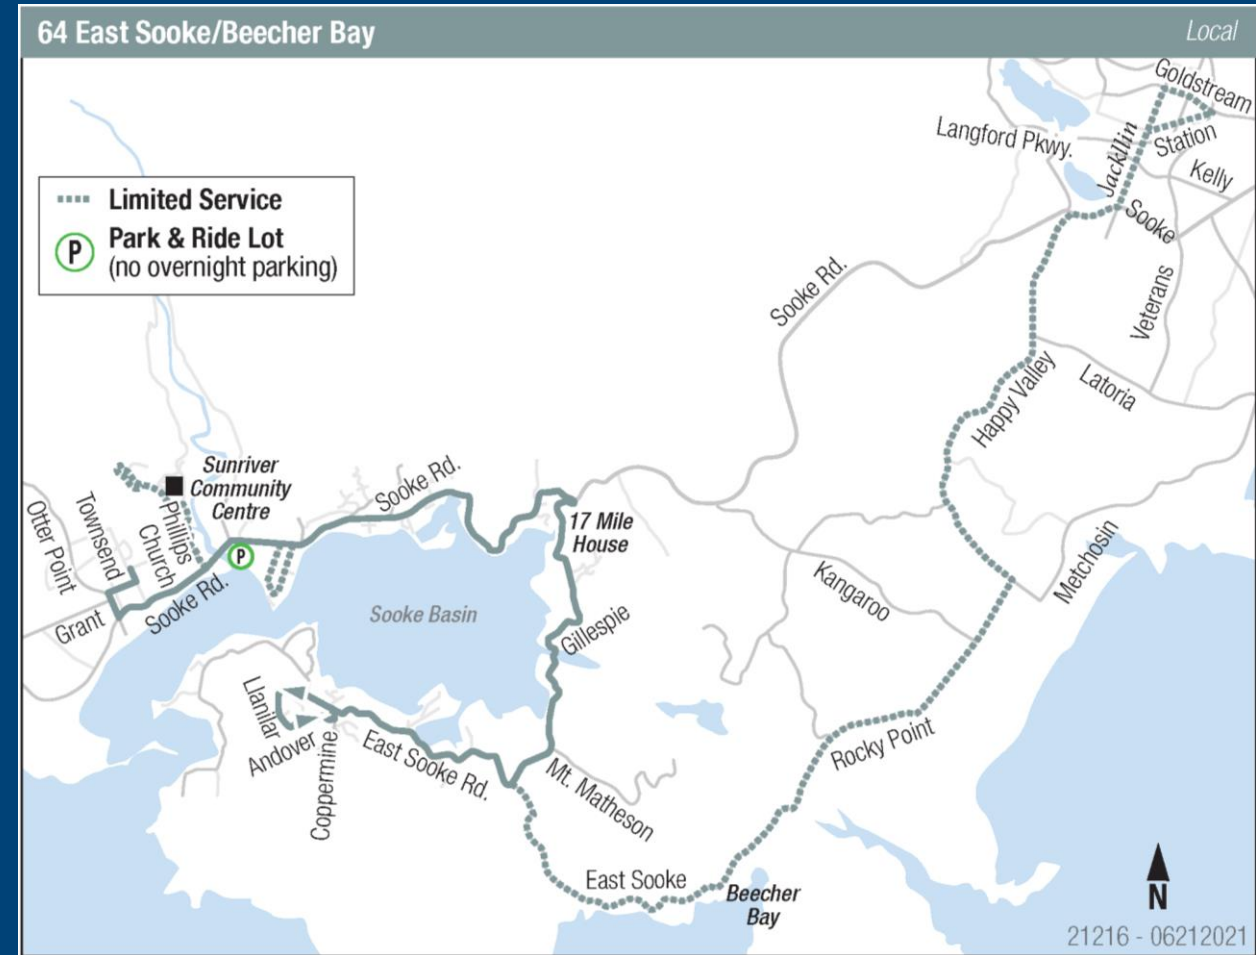 64 East Sooke/Beecher Bay
Local
Goldstream
Langford Pkwy.
Jackllin
Station
Kelly
Limited Service
P
Park & Ride Lot
(no overnight parking)
Sooke
Sooke Rd.
Veterans
Happy Valley
Latoria
Sunriver
Community
Centre
Sooke Rd.
Otter Point
Townsend
Phillips
Church
17 Mile
House
P
Metchosin
Kangaroo
Grant
Sooke Rd.
Sooke Basin
Gillespie
Llanilar
Andover
Coppermine
East Sooke Rd.
Mt. Matheson
Rocky Point
East Sooke
Beecher
Bay
N
21216 - 06212021